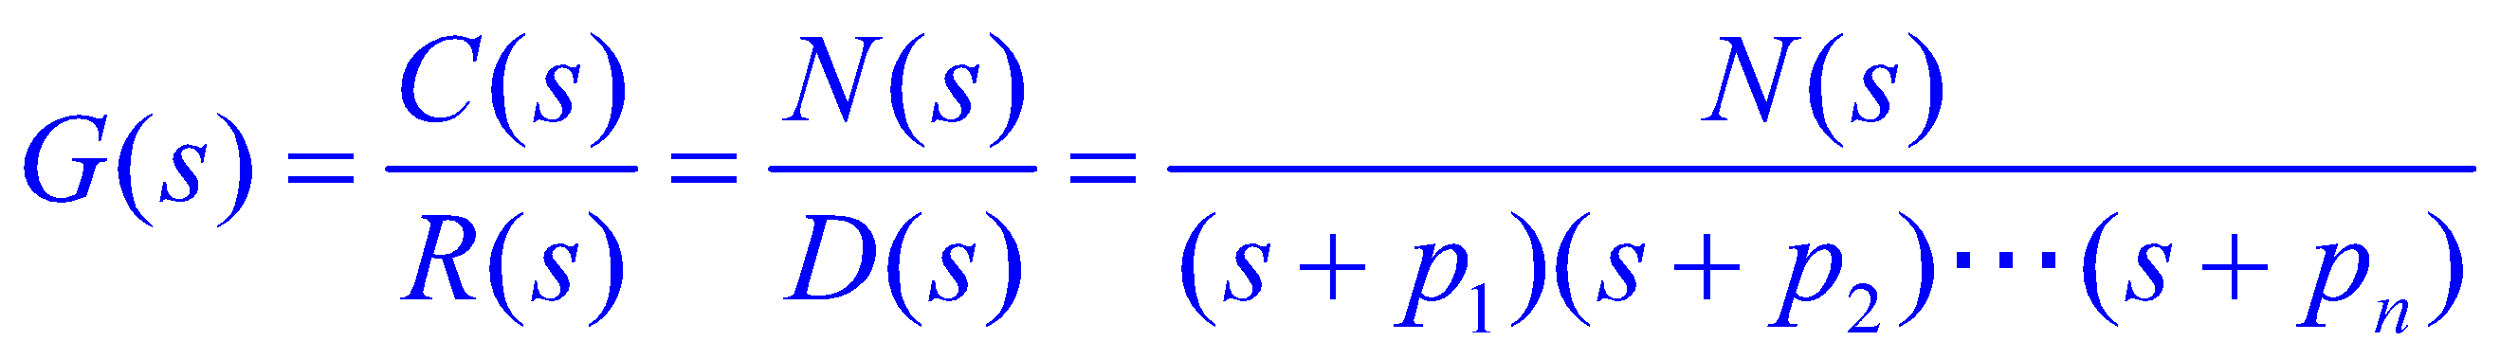 G(s) = C(s)/R(s) = N(s)/D(s) = N(s)/((s + p₁)(s + p₂)⋯(s + pₙ))